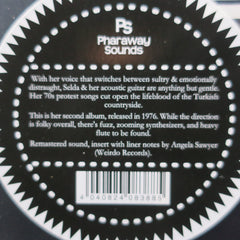 PS
Pharaway
Sounds
With her voice that switches between sultry & emotionally
distraught, Selda & her acoustic guitar are anything but gentle.
Her 70s protest songs cut open the lifeblood of the Turkish
countryside.
This is her second album, released in 1976. While the direction
is folky overall, there's fuzz, zooming synthesizers, and heavy
flute to be found.
Remastered sound, insert with liner notes by Angela Sawyer
(Weirdo Records).
4040824083885